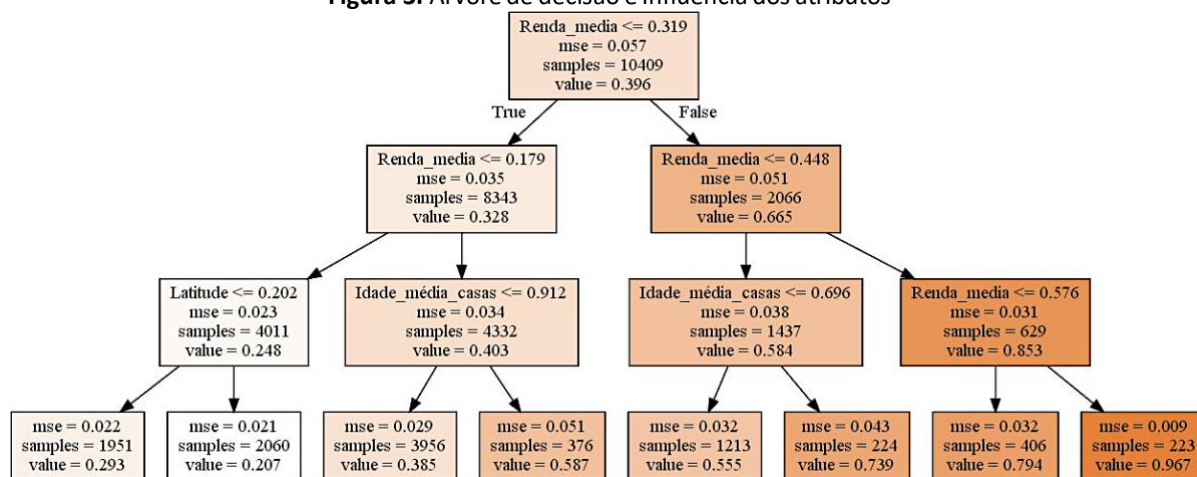 Figura 3: Árvore de decisão e influência dos atributos
Renda_media <= 0.319
mse = 0.057
samples = 10409
value = 0.396
True
False
Renda_media <= 0.179
mse = 0.035
samples = 8343
value = 0.328
Renda_media <= 0.448
mse = 0.051
samples = 2066
value = 0.665
Latitude <= 0.202
mse = 0.023
samples = 4011
value = 0.248
Idade_média_casas <= 0.912
mse = 0.034
samples = 4332
value = 0.403
Idade_média_casas <= 0.696
mse = 0.038
samples = 1437
value = 0.584
Renda_media <= 0.576
mse = 0.031
samples = 629
value = 0.853
mse = 0.022
samples = 1951
value = 0.293
mse = 0.021
samples = 2060
value = 0.207
mse = 0.029
samples = 3956
value = 0.385
mse = 0.051
samples = 376
value = 0.587
mse = 0.032
samples = 1213
value = 0.555
mse = 0.043
samples = 224
value = 0.739
mse = 0.032
samples = 406
value = 0.794
mse = 0.009
samples = 223
value = 0.967